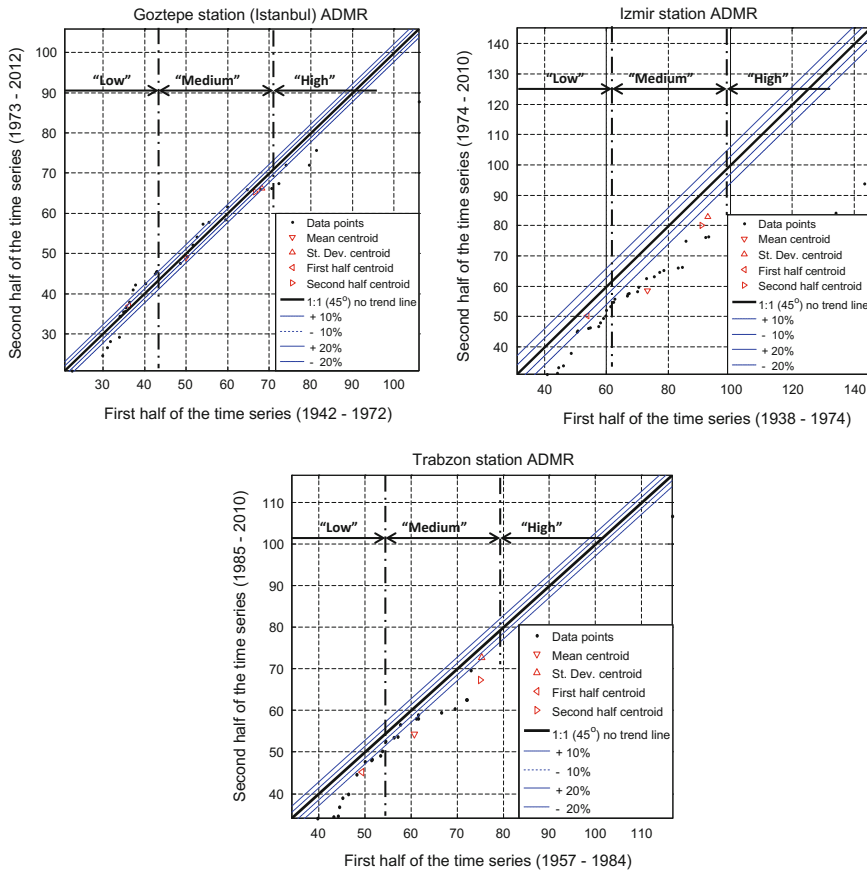 Goztepe station (Istanbul) ADMR
Second half of the time series (1973 - 2012)
100
90
80
70
60
50
40
30
“Low”
“Medium”
“High”
Data points
Mean centroid
St. Dev. centroid
First half centroid
Second half centroid
1:1 (45°) no trend line
+ 10%
- 10%
+ 20%
- 20%
30 40 50 60 70 80 90 100
First half of the time series (1942 - 1972)
Izmir station ADMR
Second half of the time series (1974 - 2010)
140
130
120
110
100
90
80
70
60
50
40
“Low”
“Medium”
“High”
Data points
Mean centroid
St. Dev. centroid
First half centroid
Second half centroid
1:1 (45°) no trend line
+ 10%
- 10%
+ 20%
- 20%
40 60 80 100 120 140
First half of the time series (1938 - 1974)
Trabzon station ADMR
Second half of the time series (1985 - 2010)
110
100
90
80
70
60
50
40
“Low”
“Medium”
“High”
Data points
Mean centroid
St. Dev. centroid
First half centroid
Second half centroid
1:1 (45°) no trend line
+ 10%
- 10%
+ 20%
- 20%
40 50 60 70 80 90 100 110
First half of the time series (1957 - 1984)